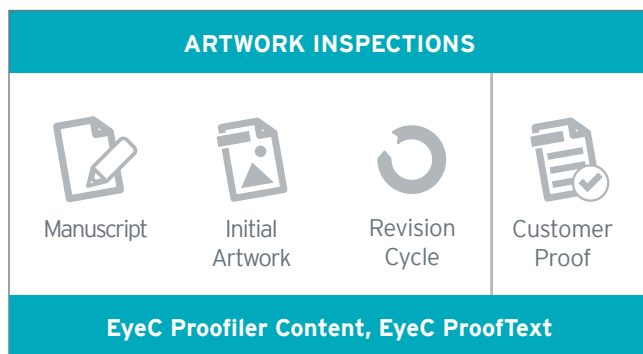 ARTWORK INSPECTIONS
Manuscript
Initial
Artwork
Revision
Cycle
Customer
Proof
EyeC Proofiler Content, EyeC ProofText